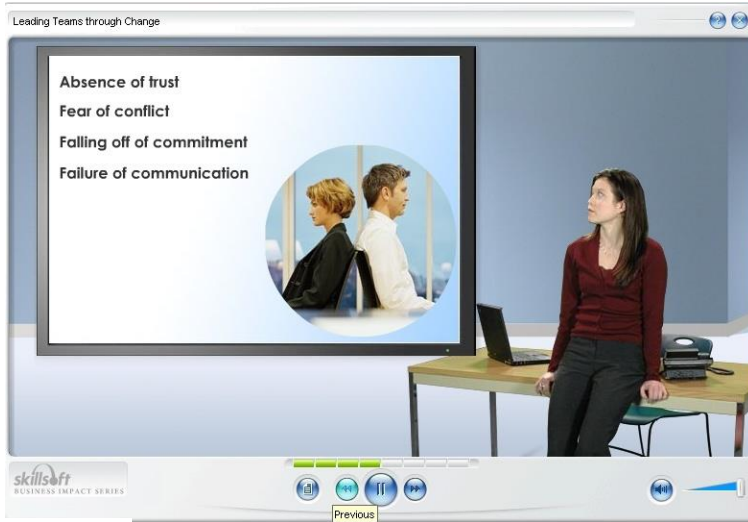 Leading Teams through Change
Absence of trust
Fear of conflict
Falling off of commitment
Failure of communication
skillsoft
BUSINESS IMPACT SERIES
Previous